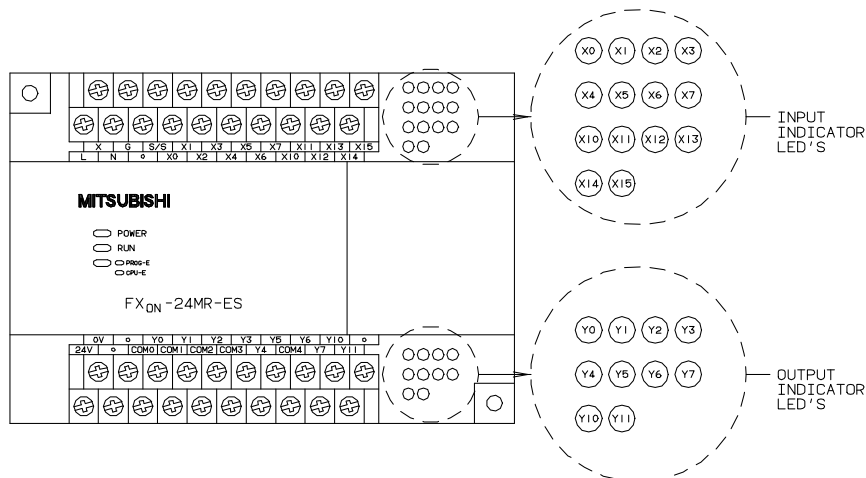 X0 X1 X2 X3
X4 X5 X6 X7
X10 X11 X12 X13
X14 X15
INPUT
INDICATOR
LED'S
X G S/S X1 X3 X5 X7 X11 X13 X15
L N X0 X2 X4 X6 X10 X12 X14
MITSUBISHI
POWER
RUN
PROG-E
CPU-E
FX0N-24MR-ES
0V Y0 Y1 Y2 Y3 Y5 Y6 Y10
24V COM0 COM1 COM2 COM3 Y4 COM4 Y7 Y11
Y0 Y1 Y2 Y3
Y4 Y5 Y6 Y7
Y10 Y11
OUTPUT
INDICATOR
LED'S